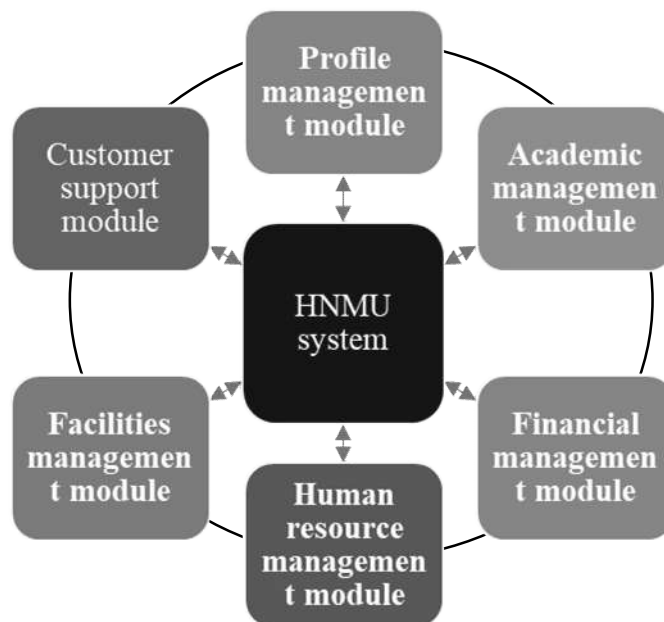 Profile
managemen
t module
Customer
support
module
Academic
managemen
t module
HNMU
system
Facilities
managemen
t module
Financial
managemen
t module
Human
resource
managemen
t module